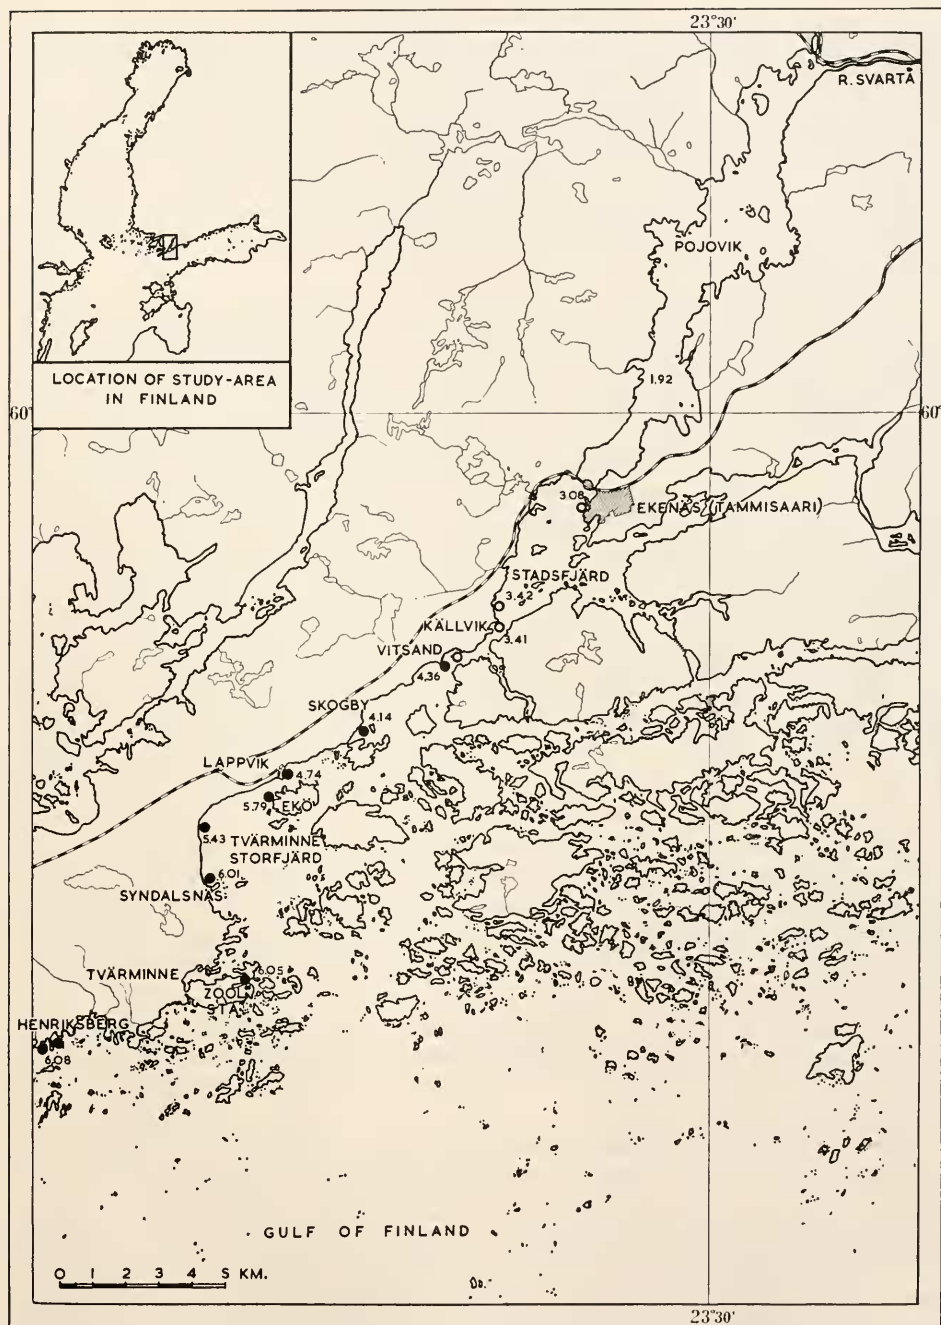 23°30'
R. SVARTÅ
POJOVIK
LOCATION OF STUDY-AREA
IN FINLAND
1.92
60°
60°
3.08
EKENÄS (TAMMISAARI)
STADSFJÄRD
3.42
KÄLLVIK
3.41
VITSAND
4.36
SKOGBY
4.14
LAPPVIK
4.74
5.79
LEKÖ
5.43
TVÄRMINNE
STORFJÄRD
6.01
SYNDALSNÄS
TVÄRMINNE
6.05
ZOOL.
STA.
HENRIKSBERG
6.08
GULF OF FINLAND
0 1 2 3 4 5 KM.
23°30'